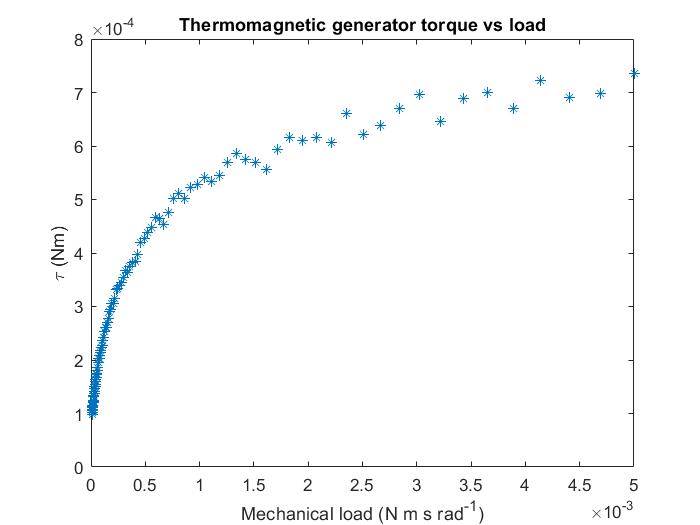 Thermomagnetic generator torque vs load
×10⁻⁴
8
7
6
5
4
3
2
1
0
τ (Nm)
0 0.5 1 1.5 2 2.5 3 3.5 4 4.5 5
×10⁻³
Mechanical load (N m s rad⁻¹)